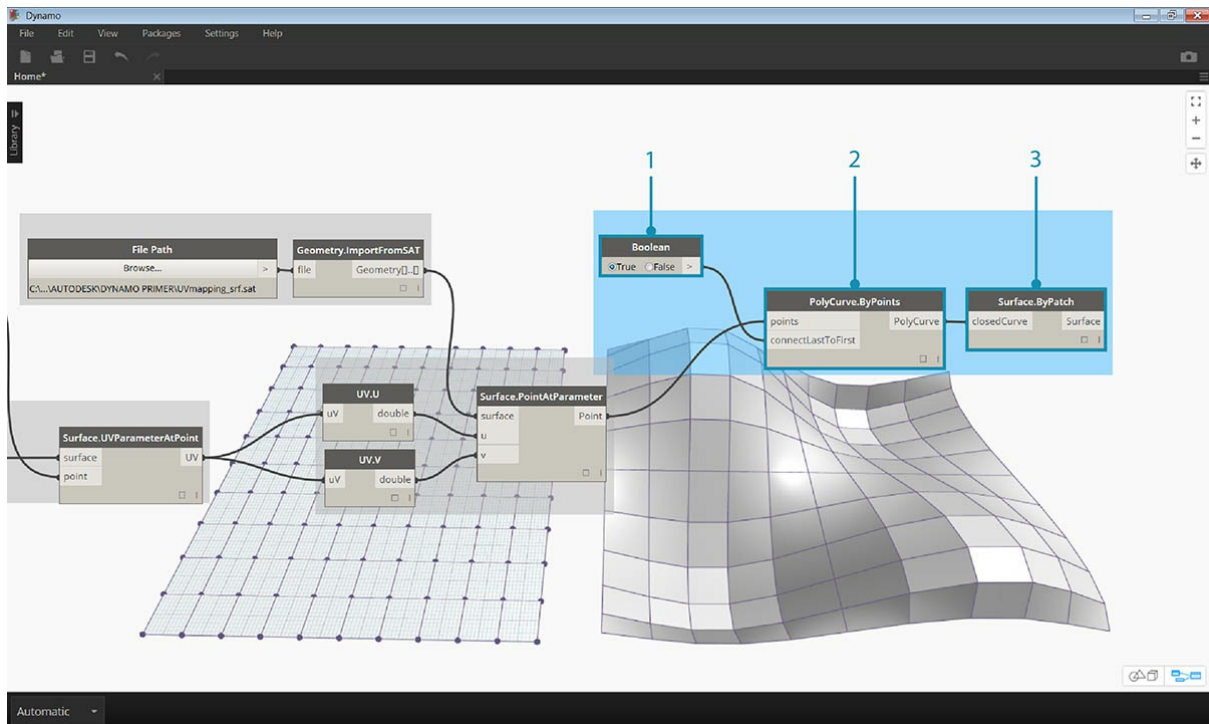 Dynamo
File Edit View Packages Settings Help
Home*
Library
1 2 3
File Path
Browse... >
C:\...\AUTODESK\DYNAMO PRIMER\UVmapping_srf.sat
Geometry.ImportFromSAT
file Geometry[]..[]
Boolean
True False >
PolyCurve.ByPoints
points PolyCurve
connectLastToFirst
Surface.ByPatch
closedCurve Surface
UV.U
uV double
Surface.PointAtParameter
surface Point
u
v
Surface.UVParameterAtPoint
surface UV
point
UV.V
uV double
Automatic